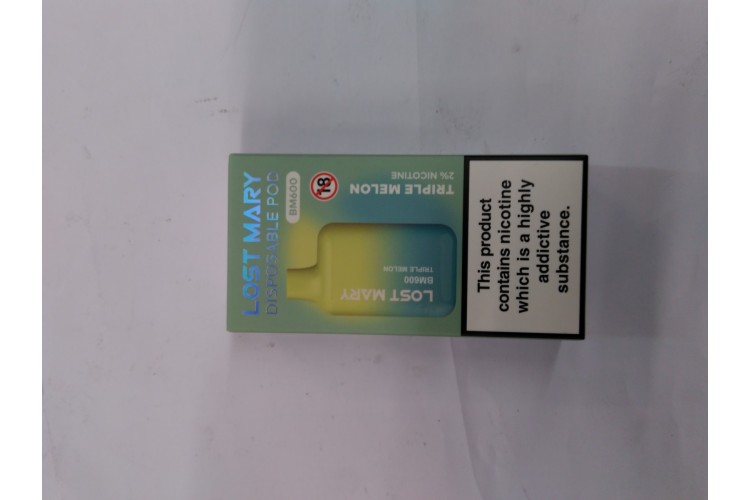 LOST MARY
DISPOSABLE POD
BM600
18
LOST MARY
BM600
TRIPLE MELON
TRIPLE MELON
2% NICOTINE
This product
contains nicotine
which is a highly
addictive
substance.